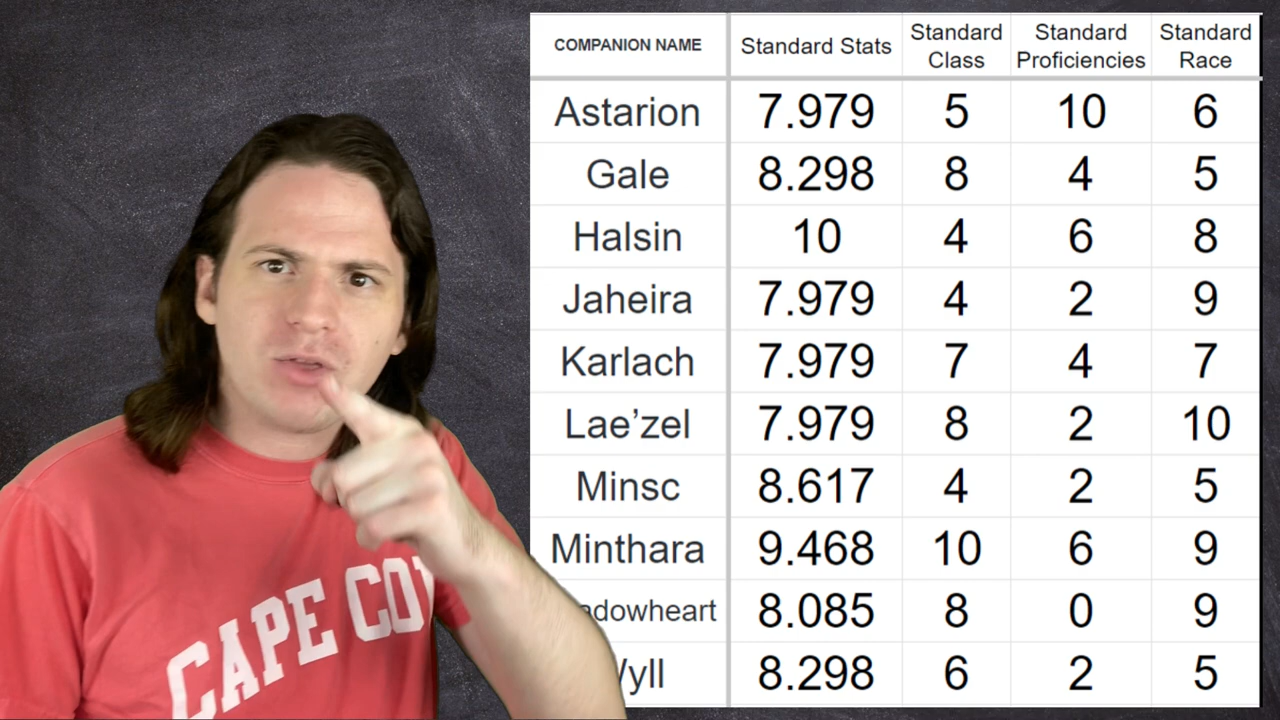 COMPANION NAME Standard Stats Standard Class Standard Proficiencies Standard Race
Astarion 7.979 5 10 6
Gale 8.298 8 4 5
Halsin 10 4 6 8
Jaheira 7.979 4 2 9
Karlach 7.979 7 4 7
Lae’zel 7.979 8 2 10
Minsc 8.617 4 2 5
Minthara 9.468 10 6 9
adowheart 8.085 8 0 9
yll 8.298 6 2 5
CAPE CO